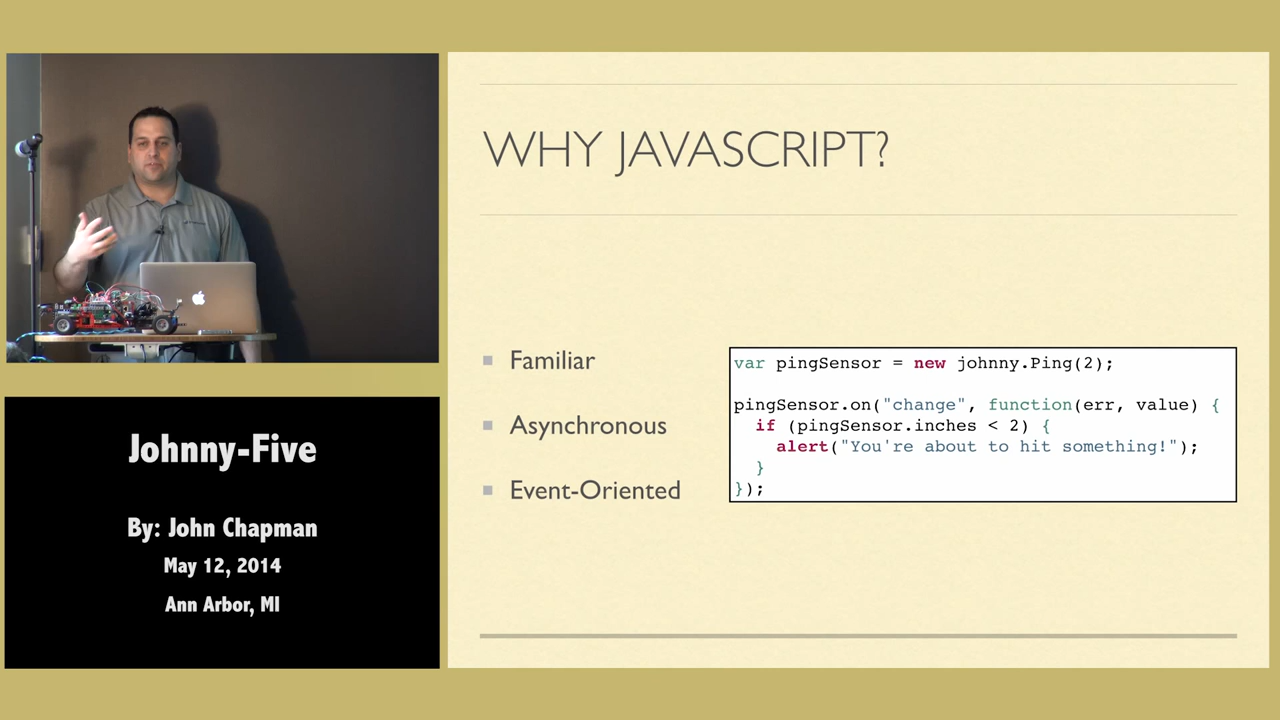 WHY JAVASCRIPT?
Familiar
Asynchronous
Event-Oriented
var pingSensor = new johnny.Ping(2);
pingSensor.on("change", function(err, value) {
if (pingSensor.inches < 2) {
alert("You're about to hit something!");
}
});
Johnny-Five
By: John Chapman
May 12, 2014
Ann Arbor, MI